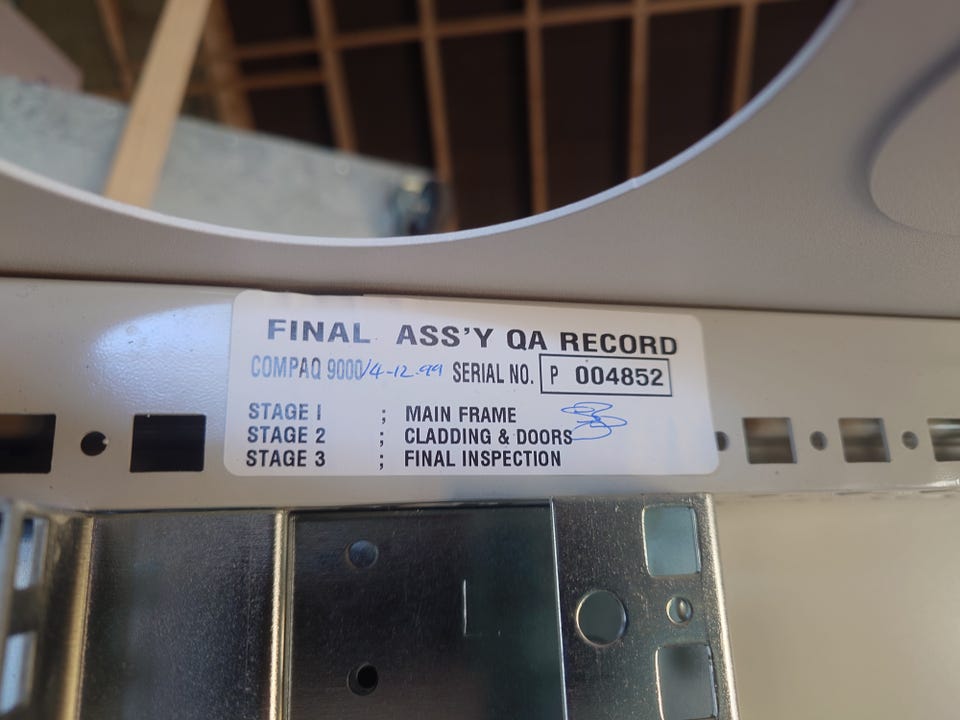 FINAL ASS'Y QA RECORD
COMPAQ 9000 14-12.99 SERIAL NO. P 004852
STAGE 1 ; MAIN FRAME
STAGE 2 ; CLADDING & DOORS
STAGE 3 ; FINAL INSPECTION